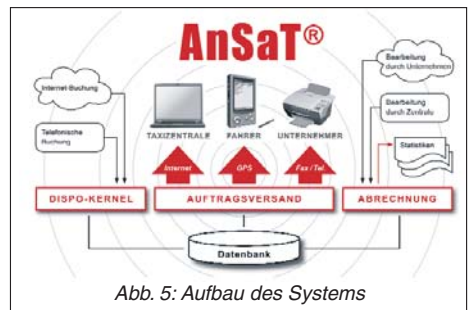 AnSaT®
Internet-Buchung
Telefonische
Buchung
TAXIZENTRALE
FAHRER
UNTERNEHMER
Bearbeitung
durch Unternehmen
Bearbeitung
durch Zentrale
Statistiken
Internet
GPS
Fax / Tel.
DISPO-KERNEL
AUFTRAGSVERSAND
ABRECHNUNG
Datenbank
Abb. 5: Aufbau des Systems